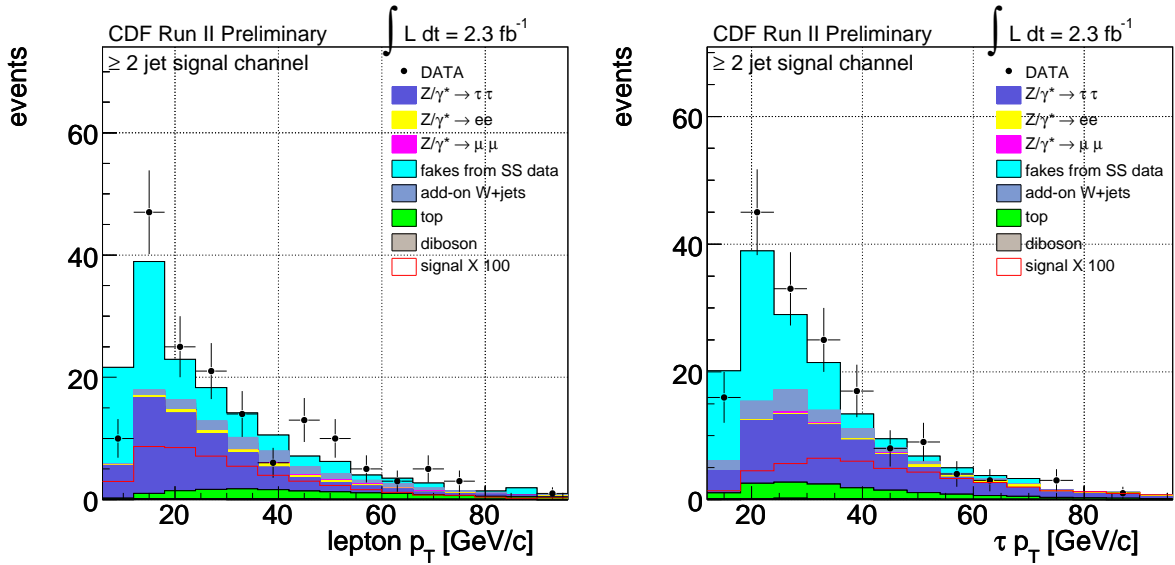 CDF Run II Preliminary ∫ L dt = 2.3 fb⁻¹
≥ 2 jet signal channel
DATA
Z/γ* → τ τ
Z/γ* → ee
Z/γ* → μ μ
fakes from SS data
add-on W+jets
top
diboson
signal X 100
events
60
40
20
0
20 40 60 80
lepton p_T [GeV/c]
CDF Run II Preliminary ∫ L dt = 2.3 fb⁻¹
≥ 2 jet signal channel
DATA
Z/γ* → τ τ
Z/γ* → ee
Z/γ* → μ μ
fakes from SS data
add-on W+jets
top
diboson
signal X 100
events
60
40
20
0
20 40 60 80
τ p_T [GeV/c]